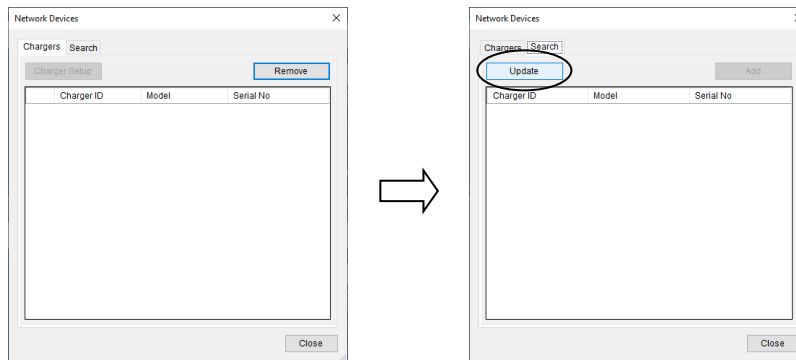 Network Devices
Chargers Search
Charger Setup Remove
Charger ID Model Serial No
Close
Network Devices
Chargers Search
Update Add
Charger ID Model Serial No
Close